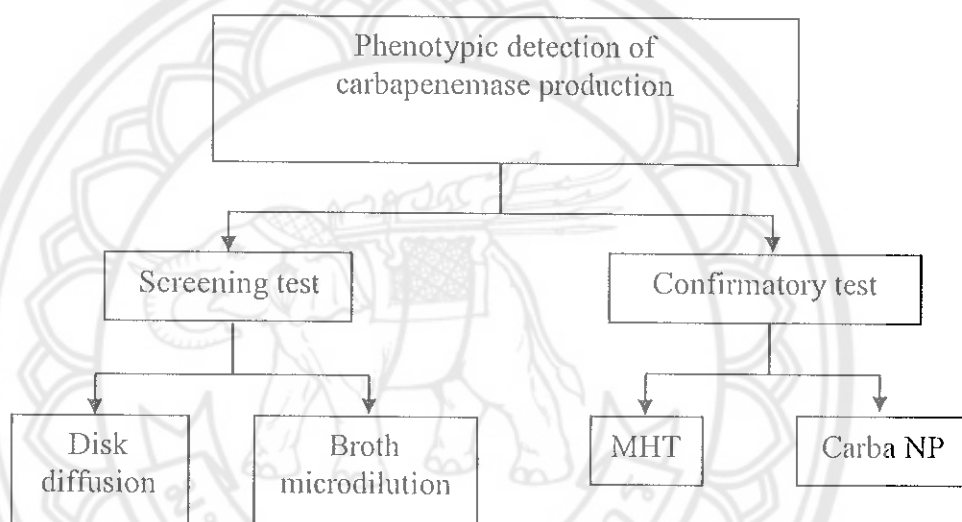 Phenotypic detection of
carbapenemase production
Screening test
Confirmatory test
Disk
diffusion
Broth
microdilution
MHT
Carba NP